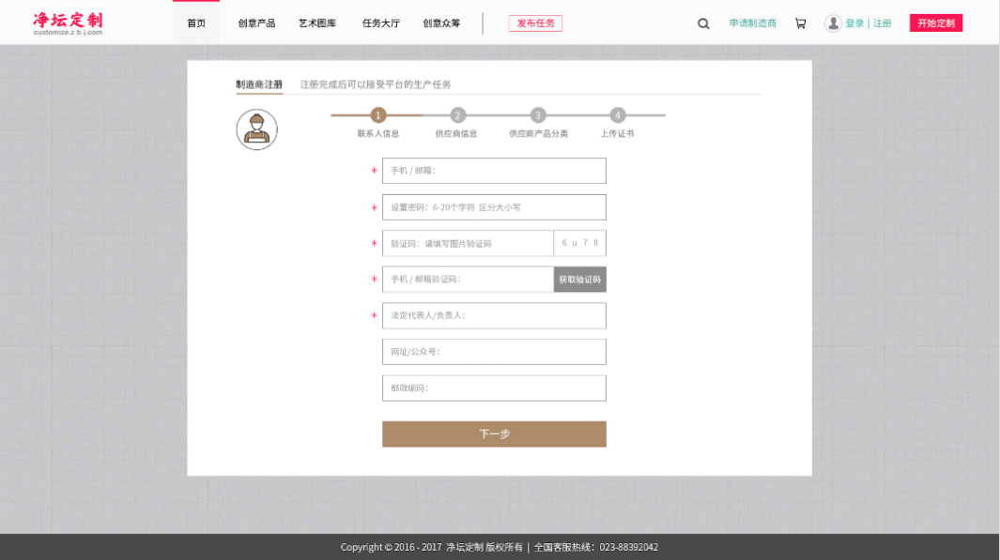 净坛定制
customize.z b j.com
首页 创意产品 艺术图库 任务大厅 创意众筹 发布任务 申请制造商 登录 | 注册 开始定制
制造商注册 注册完成后可以接受平台的生产任务
1 2 3 4
联系人信息 供应商信息 供应商产品分类 上传证书
* 手机 / 邮箱:
* 设置密码: 6-20个字符 区分大小写
* 验证码: 请填写图片验证码 6 u 7 8
* 手机 / 邮箱验证码: 获取验证码
* 法定代表人/负责人:
网址/公众号:
邮政编码:
下一步
Copyright © 2016 - 2017 净坛定制 版权所有 | 全国客服热线: 023-88392042